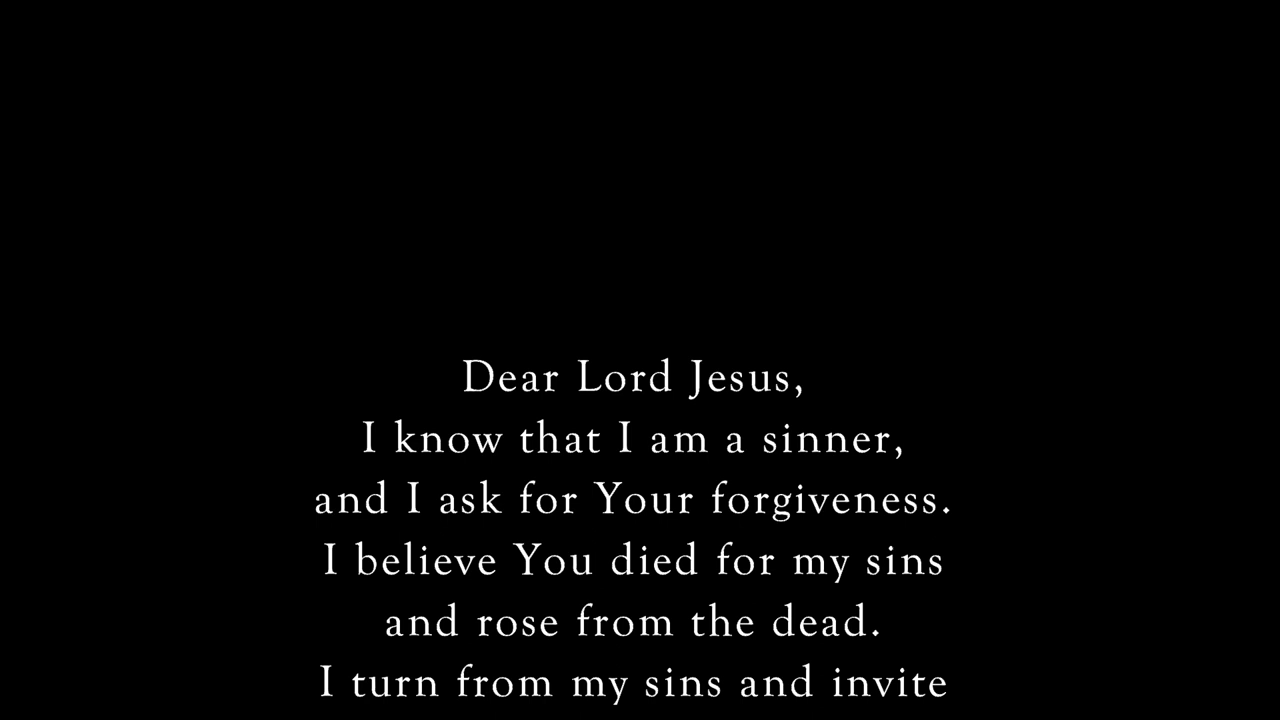 Dear Lord Jesus,
I know that I am a sinner,
and I ask for Your forgiveness.
I believe You died for my sins
and rose from the dead.
I turn from my sins and invite